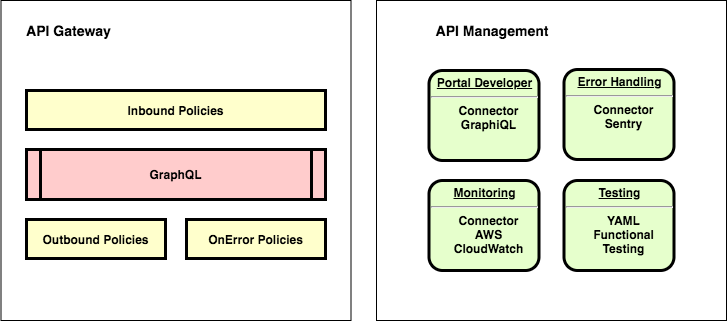 API Gateway
Inbound Policies
GraphQL
Outbound Policies
OnError Policies
API Management
Portal Developer
Connector
GraphiQL
Error Handling
Connector
Sentry
Monitoring
Connector
AWS
CloudWatch
Testing
YAML
Functional
Testing